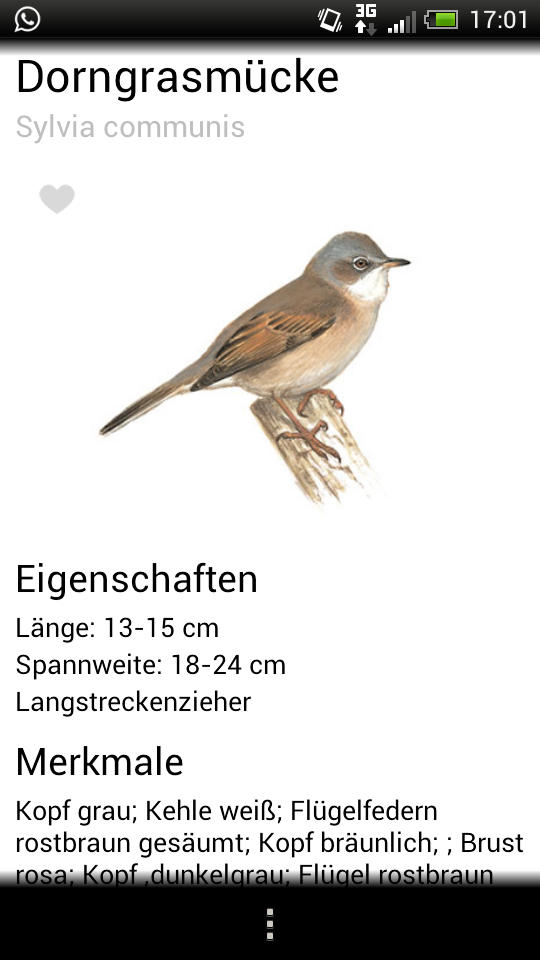 3G
17:01
Dorngrasmücke
Sylvia communis
Eigenschaften
Länge: 13-15 cm
Spannweite: 18-24 cm
Langstreckenzieher
Merkmale
Kopf grau; Kehle weiß; Flügelfedern
rostbraun gesäumt; Kopf bräunlich; ; Brust
rosa; Kopf ,dunkelgrau; Flügel rostbraun